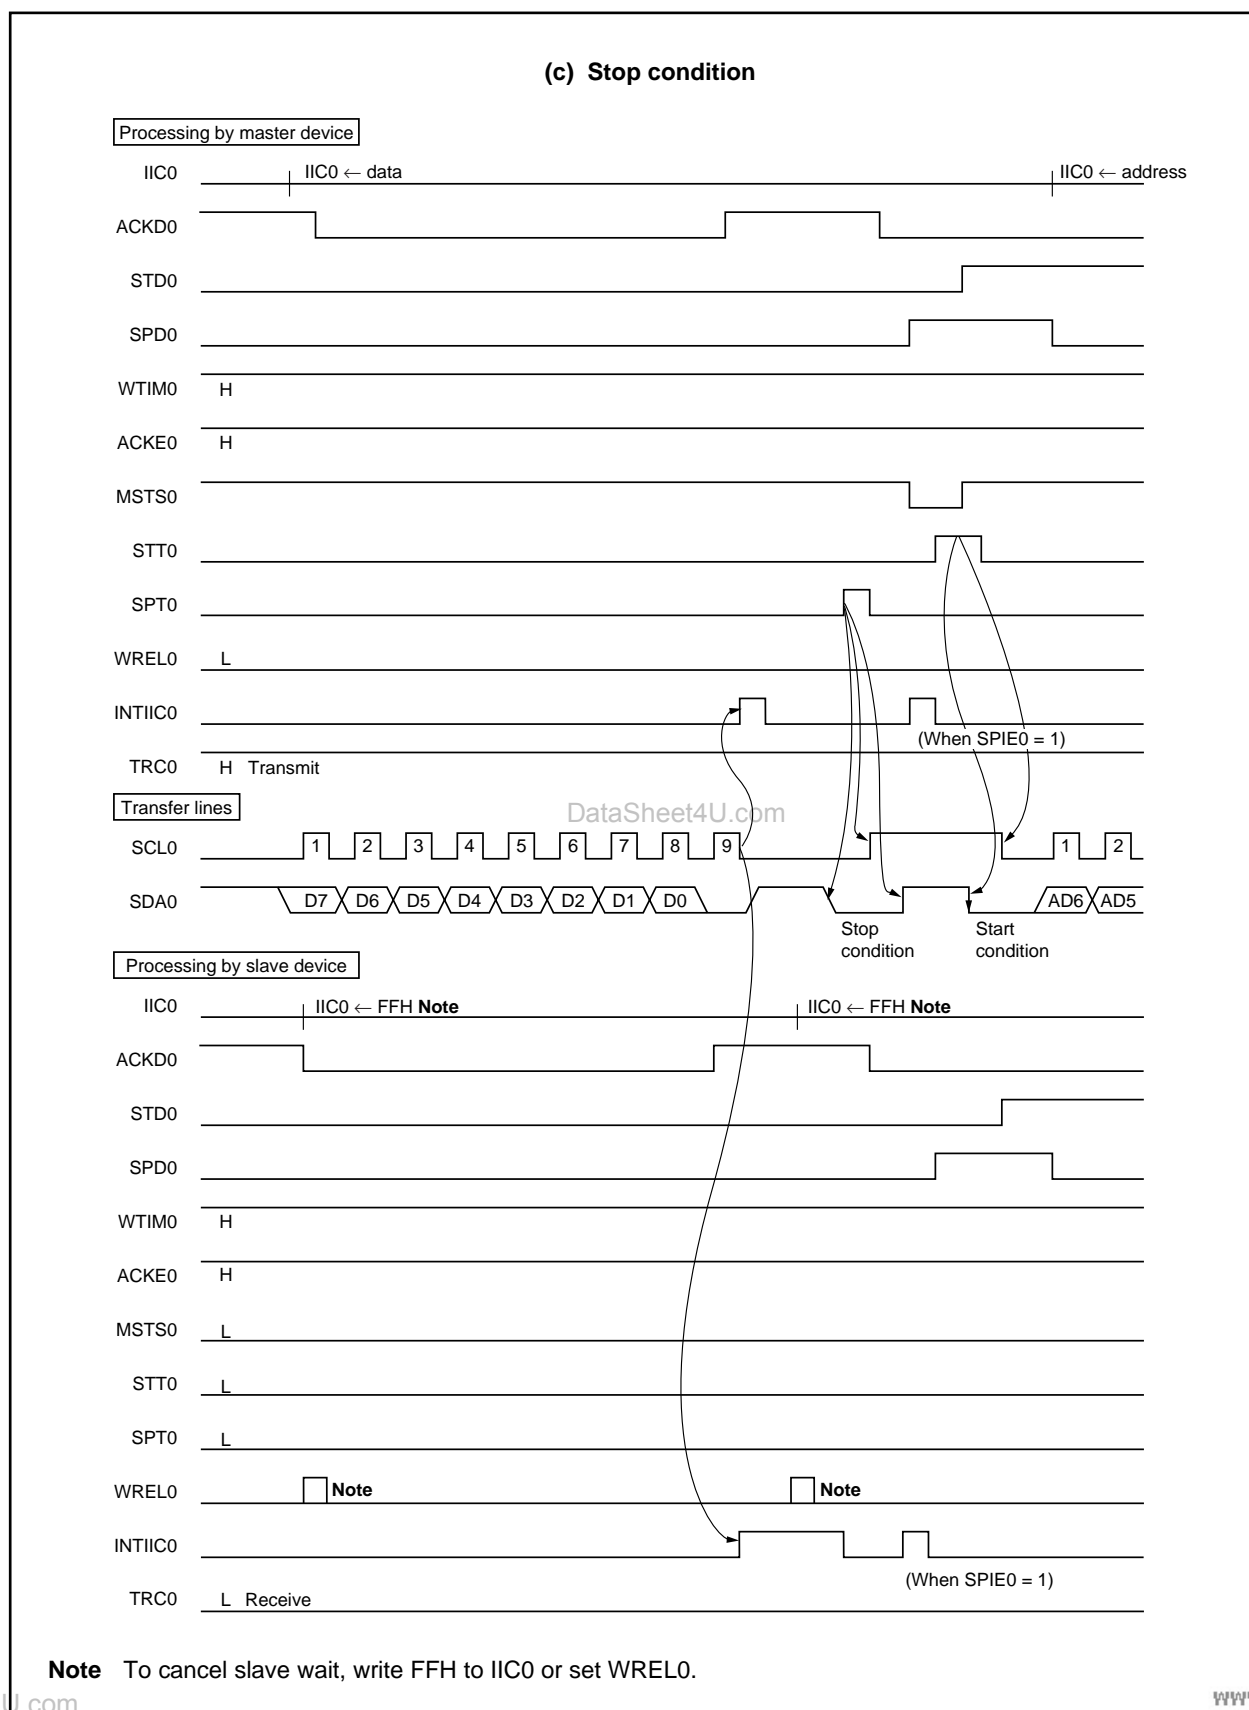 (c) Stop condition
Processing by master device
IIC0
IIC0 ← data
IIC0 ← address
ACKD0
STD0
SPD0
WTIM0 H
ACKE0 H
MSTS0
STT0
SPT0
WREL0 L
INTIIC0
(When SPIE0 = 1)
TRC0 H Transmit
Transfer lines
DataSheet4U.com
SCL0 1 2 3 4 5 6 7 8 9 1 2
SDA0 D7 D6 D5 D4 D3 D2 D1 D0 AD6 AD5
Stop
condition
Start
condition
Processing by slave device
IIC0
IIC0 ← FFH Note
IIC0 ← FFH Note
ACKD0
STD0
SPD0
WTIM0 H
ACKE0 H
MSTS0 L
STT0 L
SPT0 L
WREL0 Note Note
INTIIC0
(When SPIE0 = 1)
TRC0 L Receive
Note To cancel slave wait, write FFH to IIC0 or set WREL0.
U.com